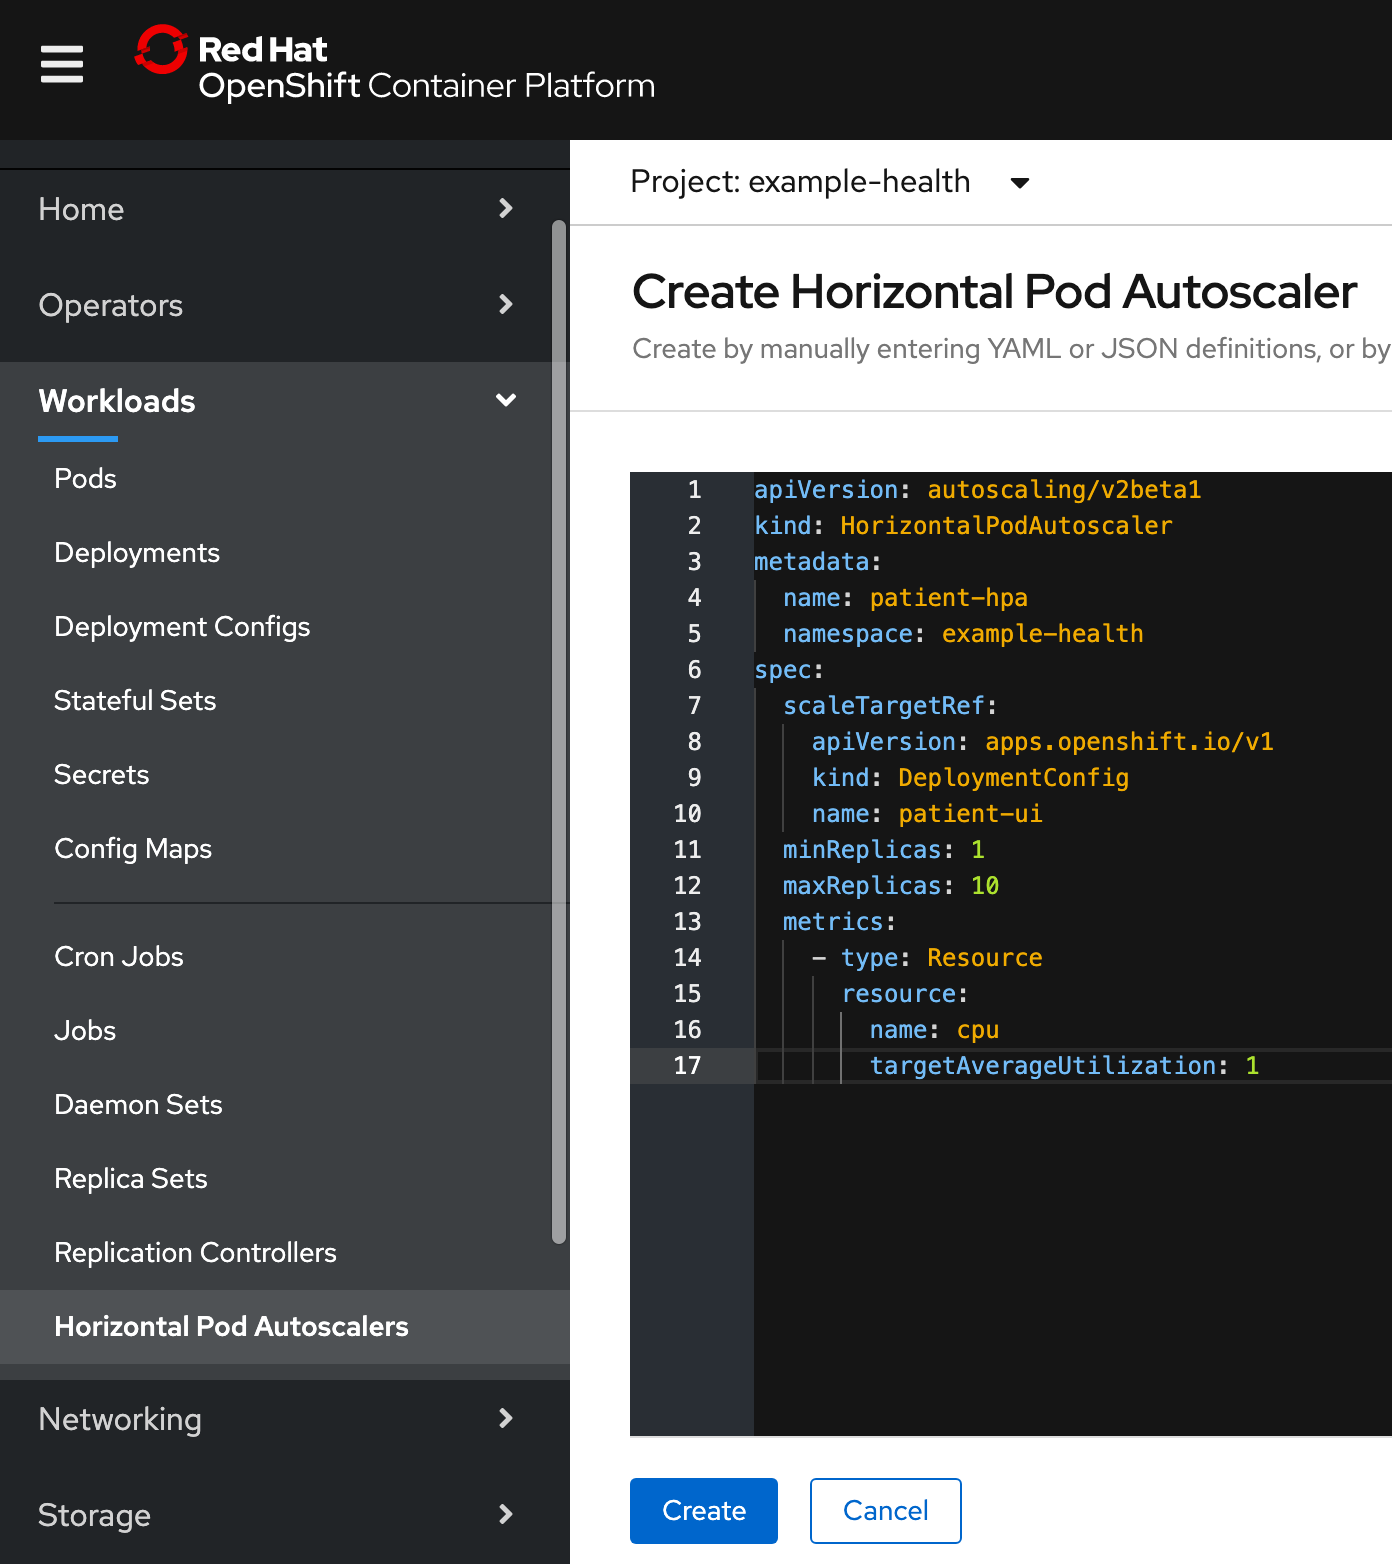 Red Hat
OpenShift Container Platform
Home
Operators
Workloads
Pods
Deployments
Deployment Configs
Stateful Sets
Secrets
Config Maps
Cron Jobs
Jobs
Daemon Sets
Replica Sets
Replication Controllers
Horizontal Pod Autoscalers
Networking
Storage
Project: example-health
Create Horizontal Pod Autoscaler
Create by manually entering YAML or JSON definitions, or by
1 apiVersion: autoscaling/v2beta1
2 kind: HorizontalPodAutoscaler
3 metadata:
4   name: patient-hpa
5   namespace: example-health
6 spec:
7   scaleTargetRef:
8     apiVersion: apps.openshift.io/v1
9     kind: DeploymentConfig
10     name: patient-ui
11   minReplicas: 1
12   maxReplicas: 10
13   metrics:
14     - type: Resource
15       resource:
16         name: cpu
17         targetAverageUtilization: 1
Create
Cancel